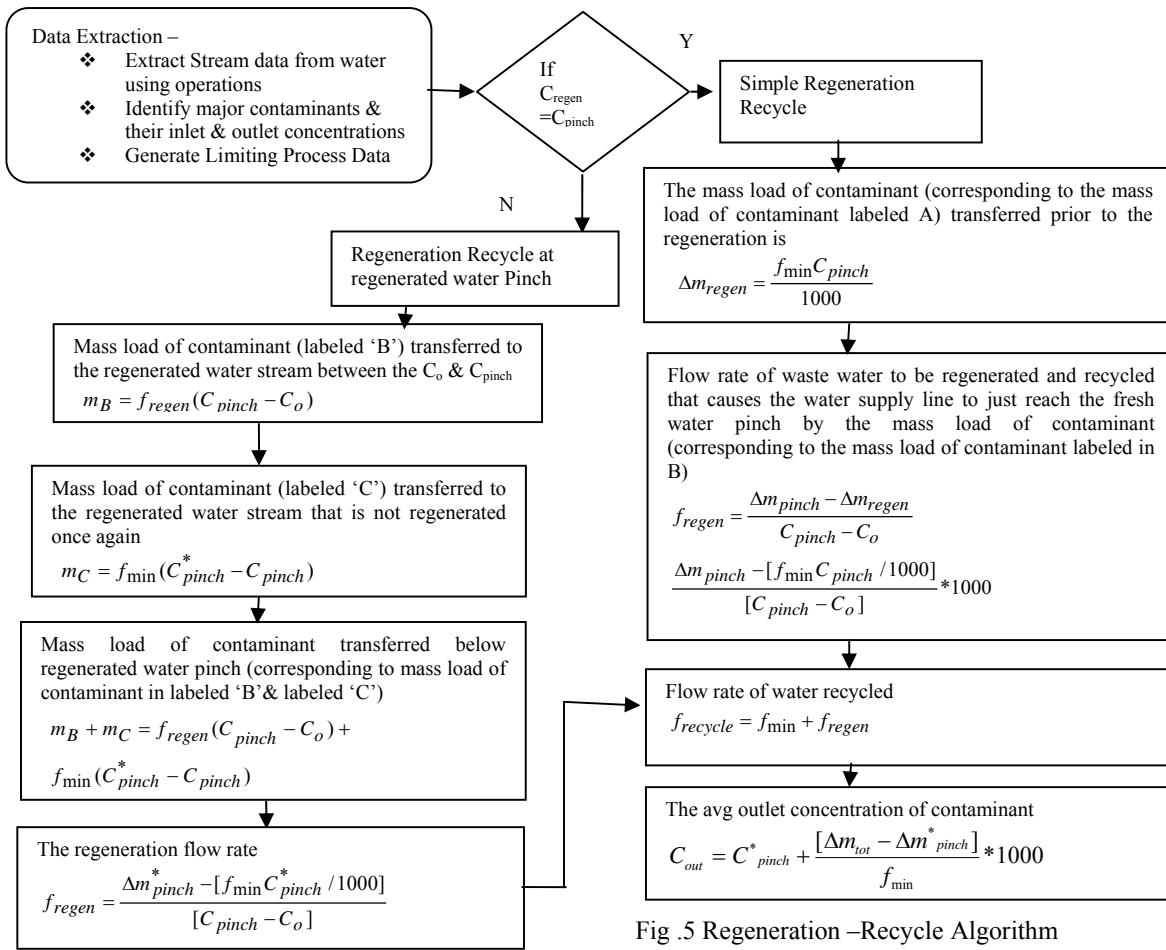 Data Extraction –
❖ Extract Stream data from water
using operations
❖ Identify major contaminants &
their inlet & outlet concentrations
❖ Generate Limiting Process Data
If
C_regen
=C_pinch
Y
N
Simple Regeneration
Recycle
The mass load of contaminant (corresponding to the mass
load of contaminant labeled A) transferred prior to the
regeneration is
Δm_regen = f_min C_pinch / 1000
Flow rate of waste water to be regenerated and recycled
that causes the water supply line to just reach the fresh
water pinch by the mass load of contaminant
(corresponding to the mass load of contaminant labeled in
B)
f_regen = (Δm_pinch − Δm_regen) / (C_pinch − C_o)
(Δm_pinch − [f_min C_pinch / 1000]) / [C_pinch − C_o] *1000
Regeneration Recycle at
regenerated water Pinch
Mass load of contaminant (labeled ‘B’) transferred to
the regenerated water stream between the C_o & C_pinch
m_B = f_regen (C_pinch − C_o)
Mass load of contaminant (labeled ‘C’) transferred to
the regenerated water stream that is not regenerated
once again
m_C = f_min (C*_pinch − C_pinch)
Mass load of contaminant transferred below
regenerated water pinch (corresponding to mass load of
contaminant in labeled ‘B’& labeled ‘C’)
m_B + m_C = f_regen (C_pinch − C_o) +
f_min (C*_pinch − C_pinch)
The regeneration flow rate
f_regen = (Δm*_pinch − [f_min C*_pinch / 1000]) / [C_pinch − C_o]
Flow rate of water recycled
f_recycle = f_min + f_regen
The avg outlet concentration of contaminant
C_out = C*_pinch + [Δm_tot − Δm*_pinch] / f_min *1000
Fig .5 Regeneration –Recycle Algorithm